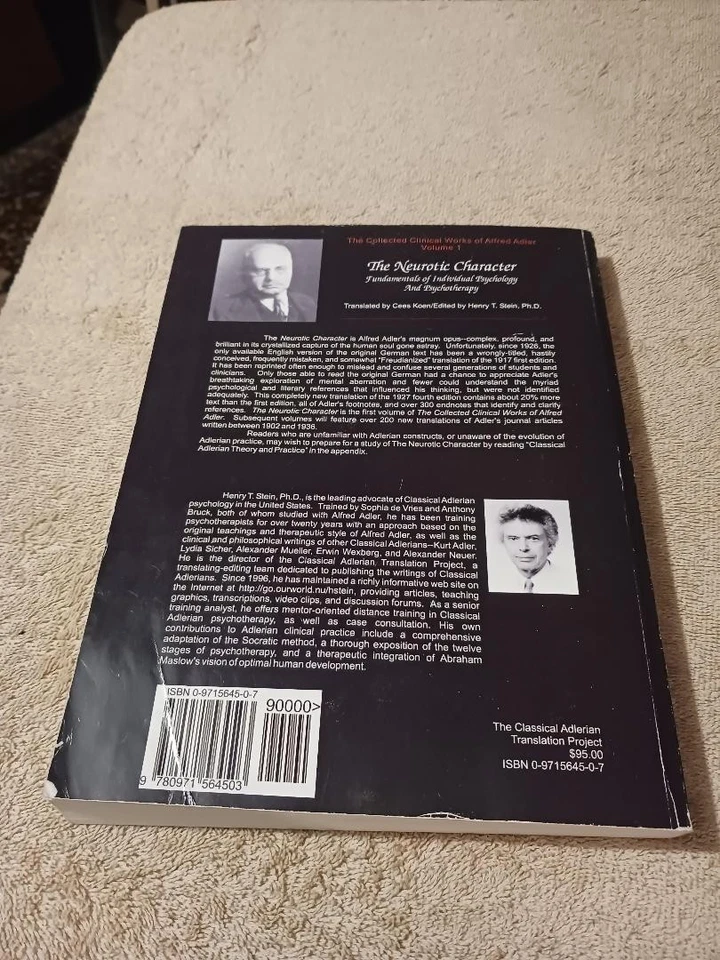 The Collected Clinical Works of Alfred Adler
Volume 1
The Neurotic Character
Fundamentals of Individual Psychology
And Psychotherapy
Translated by Cees Koen/Edited by Henry T. Stein, Ph.D.
The Neurotic Character is Alfred Adler's magnum opus--complex, profound, and
brilliant in its crystallized capture of the human soul gone astray. Unfortunately, since 1926, the
only available English version of the original German text has been a wrongly-titled, hastily
conceived, frequently mistaken, and somewhat "Freudianized" translation of the 1917 first edition.
It has been reprinted often enough to mislead and confuse several generations of students and
clinicians. Only those able to read the original German had a chance to appreciate Adler's
breathtaking exploration of mental aberration and fewer could understand the myriad
psychological and literary references that influenced his thinking, but were not identified
adequately. This completely new translation of the 1927 fourth edition contains about 20% more
text than the first edition, all of Adler's footnotes, and over 300 endnotes that identify and clarify
references. The Neurotic Character is the first volume of The Collected Clinical Works of Alfred
Adler. Subsequent volumes will feature over 200 new translations of Adler's journal articles
written between 1902 and 1936.
Readers who are unfamiliar with Adlerian constructs, or unaware of the evolution of
Adlerian practice, may wish to prepare for a study of The Neurotic Character by reading "Classical
Adlerian Theory and Practice" in the appendix.
Henry T. Stein, Ph.D., is the leading advocate of Classical Adlerian
psychology in the United States. Trained by Sophia de Vries and Anthony
Bruck, both of whom studied with Alfred Adler, he has been training
psychotherapists for over twenty years with an approach based on the
original teachings and therapeutic style of Alfred Adler, as well as the
clinical and philosophical writings of other Classical Adlerians--Kurt Adler,
Lydia Sicher, Alexander Mueller, Erwin Wexberg, and Alexander Neuer.
He is the director of the Classical Adlerian Translation Project, a
translating-editing team dedicated to publishing the writings of Classical
Adlerians. Since 1996, he has maintained a richly informative web site on
the Internet at http://go.ourworld.nu/hstein, providing articles, teaching
graphics, transcriptions, video clips, and discussion forums. As a senior
training analyst, he offers mentor-oriented distance training in Classical
Adlerian psychotherapy, as well as case consultation. His own
contributions to Adlerian clinical practice include a comprehensive
adaptation of the Socratic method, a thorough exposition of the twelve
stages of psychotherapy, and a therapeutic integration of Abraham
Maslow's vision of optimal human development.
ISBN 0-9715645-0-7
90000>
9 780971 564503
The Classical Adlerian
Translation Project
$95.00
ISBN 0-9715645-0-7